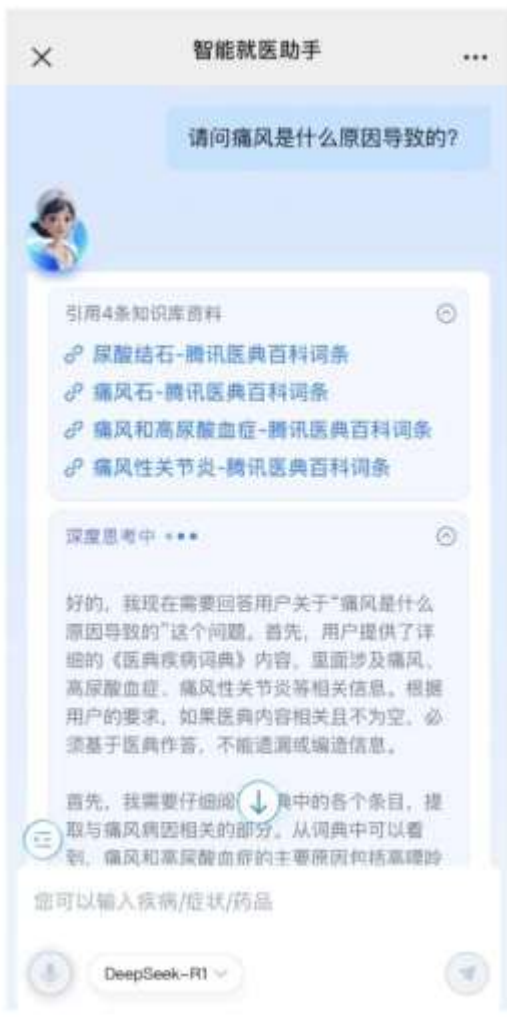 智能就医助手
请问痛风是什么原因导致的?
引用4条知识库资料
尿酸结石-腾讯医典百科词条
痛风石-腾讯医典百科词条
痛风和高尿酸血症-腾讯医典百科词条
痛风性关节炎-腾讯医典百科词条
深度思考中
好的，我现在需要回答用户关于“痛风是什么
原因导致的”这个问题。首先，用户提供了详
细的《医典疾病词典》内容，里面涉及痛风、
高尿酸血症、痛风性关节炎等相关信息。根据
用户的要求，如果医典内容相关且不为空，必
须基于医典作答，不能遗漏或编造信息。
首先，我需要仔细阅 典中的各个条目，提
取与痛风病因相关的部分。从词典中可以看
到，痛风和高尿酸血症的主要原因包括高嘌呤
您可以输入疾病/症状/药品
DeepSeek-R1